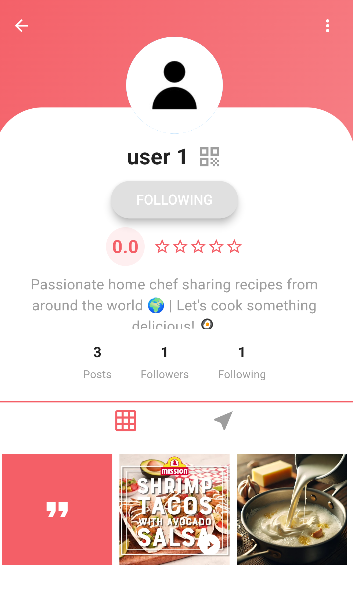 user 1
FOLLOWING
0.0
Passionate home chef sharing recipes from
around the world 🌍 | Let's cook something
delicious! 🍳
3 1 1
Posts Followers Following
MISSION
SHRIMP
TACOS
WITH AVOCADO
SALSA